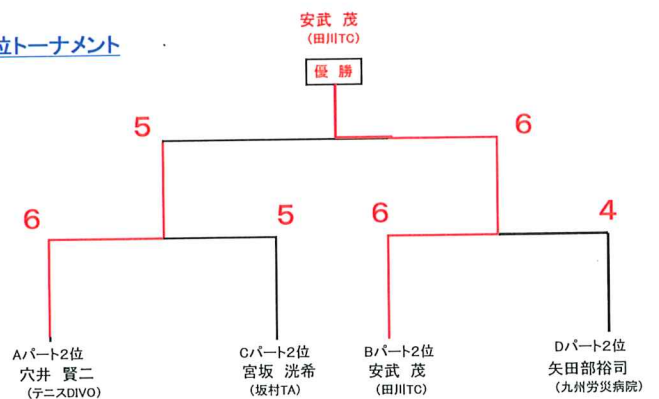 安武 茂
(田川TC)
位トーナメント
優 勝
5
6
6
5
6
4
Aパート2位
穴井 賢二
(テニスDIVO)
Cパート2位
宮坂 洸希
(坂村TA)
Bパート2位
安武 茂
(田川TC)
Dパート2位
矢田部裕司
(九州労災病院)